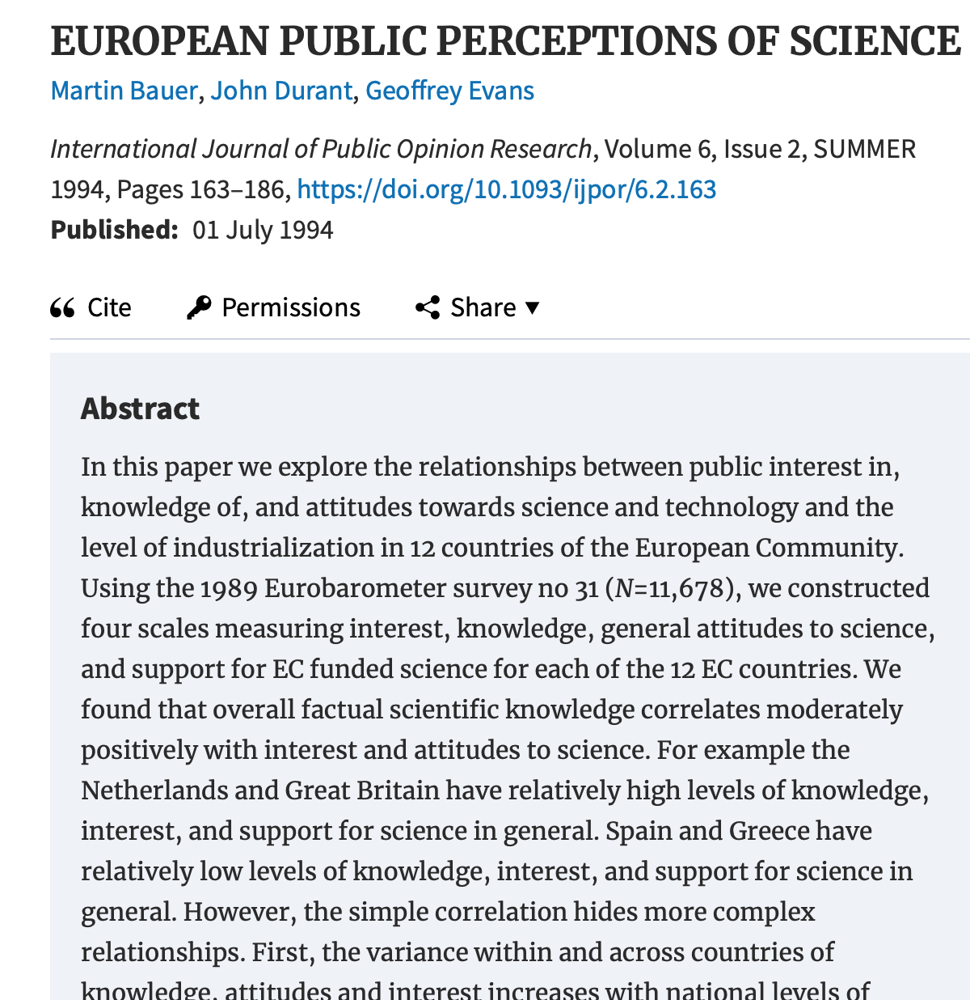 EUROPEAN PUBLIC PERCEPTIONS OF SCIENCE
Martin Bauer, John Durant, Geoffrey Evans
International Journal of Public Opinion Research, Volume 6, Issue 2, SUMMER
1994, Pages 163–186, https://doi.org/10.1093/ijpor/6.2.163
Published: 01 July 1994
Cite Permissions Share
Abstract
In this paper we explore the relationships between public interest in,
knowledge of, and attitudes towards science and technology and the
level of industrialization in 12 countries of the European Community.
Using the 1989 Eurobarometer survey no 31 (N=11,678), we constructed
four scales measuring interest, knowledge, general attitudes to science,
and support for EC funded science for each of the 12 EC countries. We
found that overall factual scientific knowledge correlates moderately
positively with interest and attitudes to science. For example the
Netherlands and Great Britain have relatively high levels of knowledge,
interest, and support for science in general. Spain and Greece have
relatively low levels of knowledge, interest, and support for science in
general. However, the simple correlation hides more complex
relationships. First, the variance within and across countries of
knowledge, attitudes and interest increases with national levels of